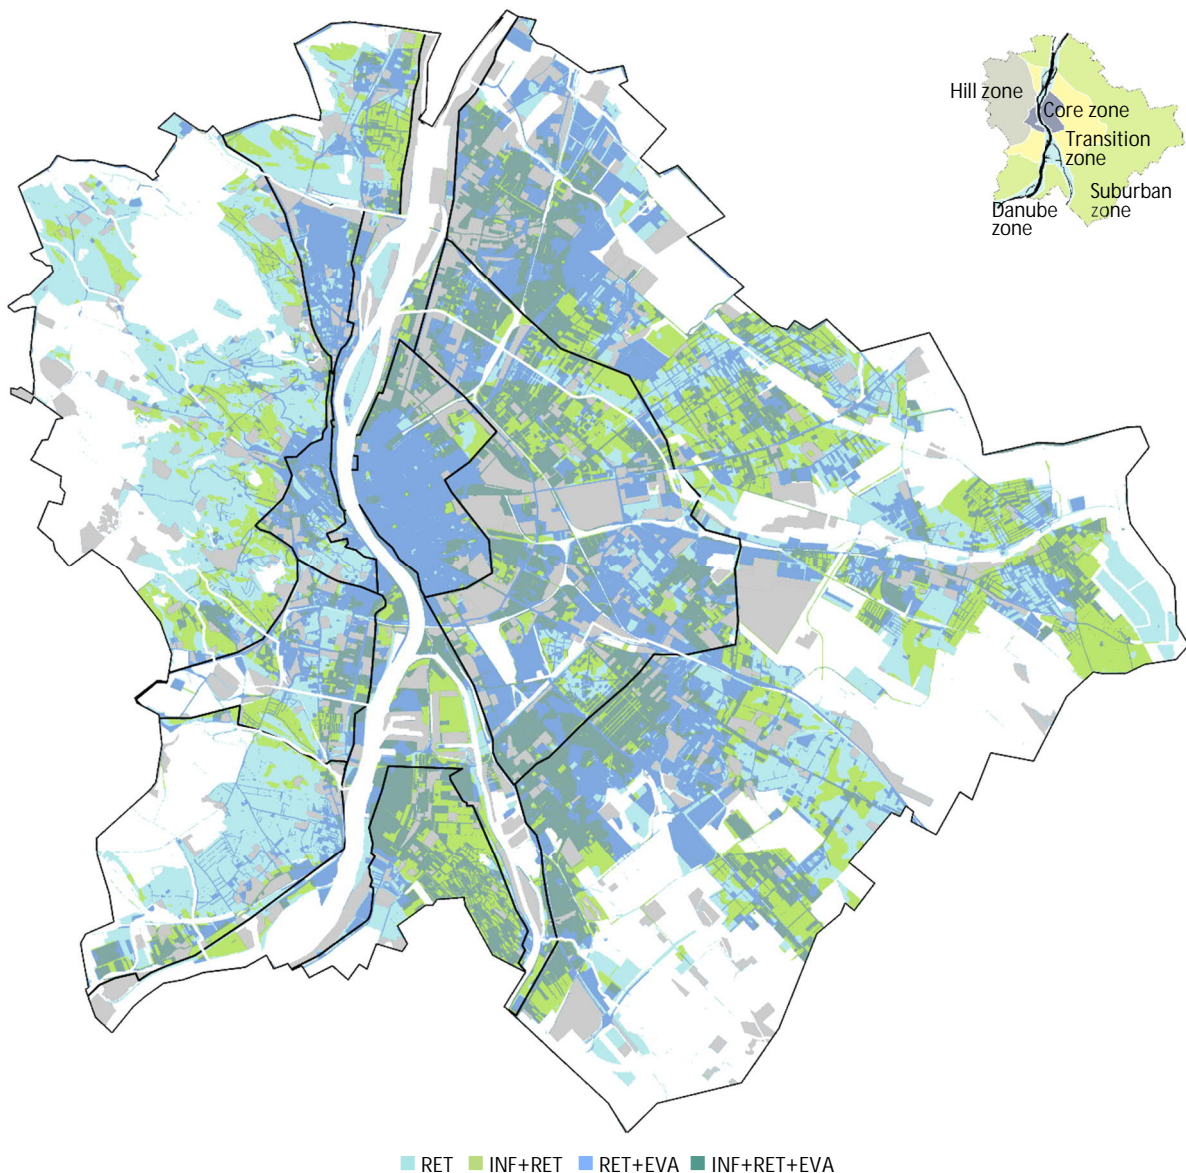 Hill zone
Core zone
Transition
zone
Suburban
zone
Danube
zone
RET INF+RET RET+EVA INF+RET+EVA